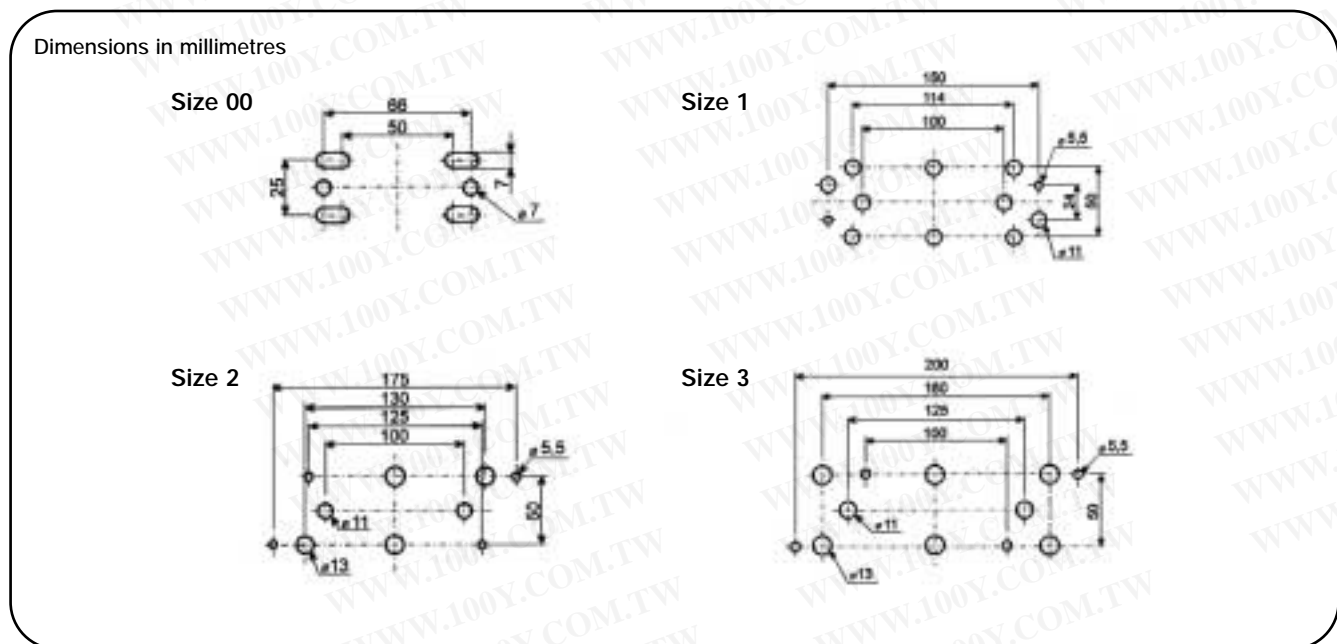 Dimensions in millimetres
Size 00
66
50
25
7
ø7
Size 1
150
114
100
ø5,5
24
50
ø11
Size 2
175
130
125
100
ø5,5
50
ø11
ø13
Size 3
200
160
125
100
ø5,5
50
ø11
ø13
WWW.100Y.COM.TW